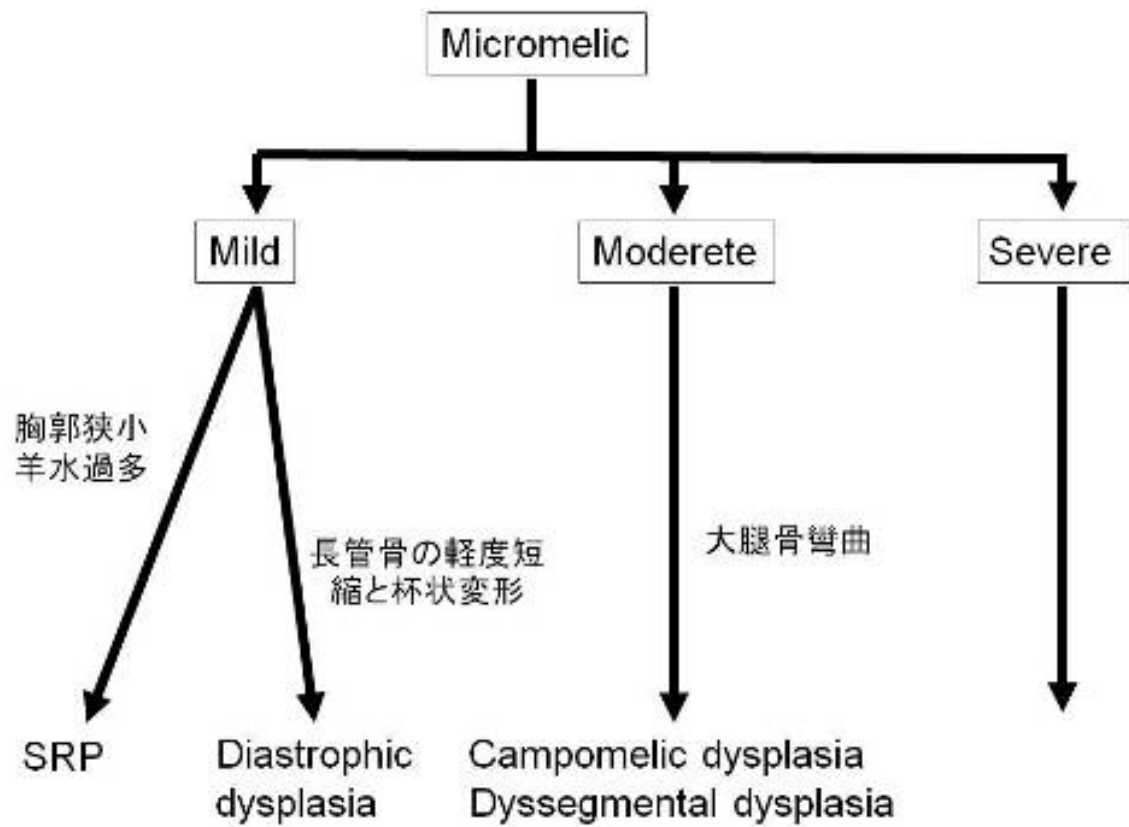 Micromelic
Mild
Moderete
Severe
胸郭狭小
羊水過多
長管骨の軽度短
縮と杯状変形
大腿骨彎曲
SRP
Diastrophic
dysplasia
Campomelic dysplasia
Dyssegmental dysplasia